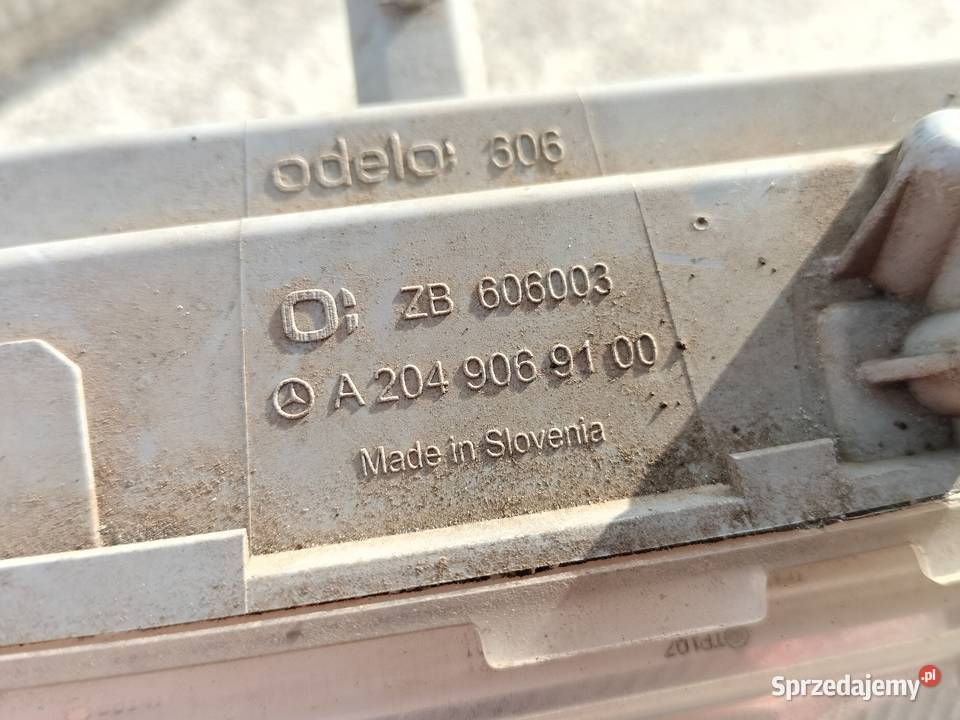 odelo: 606
ZB 606003
A 204 906 91 00
Made in Slovenia
Sprzedajemy.pl